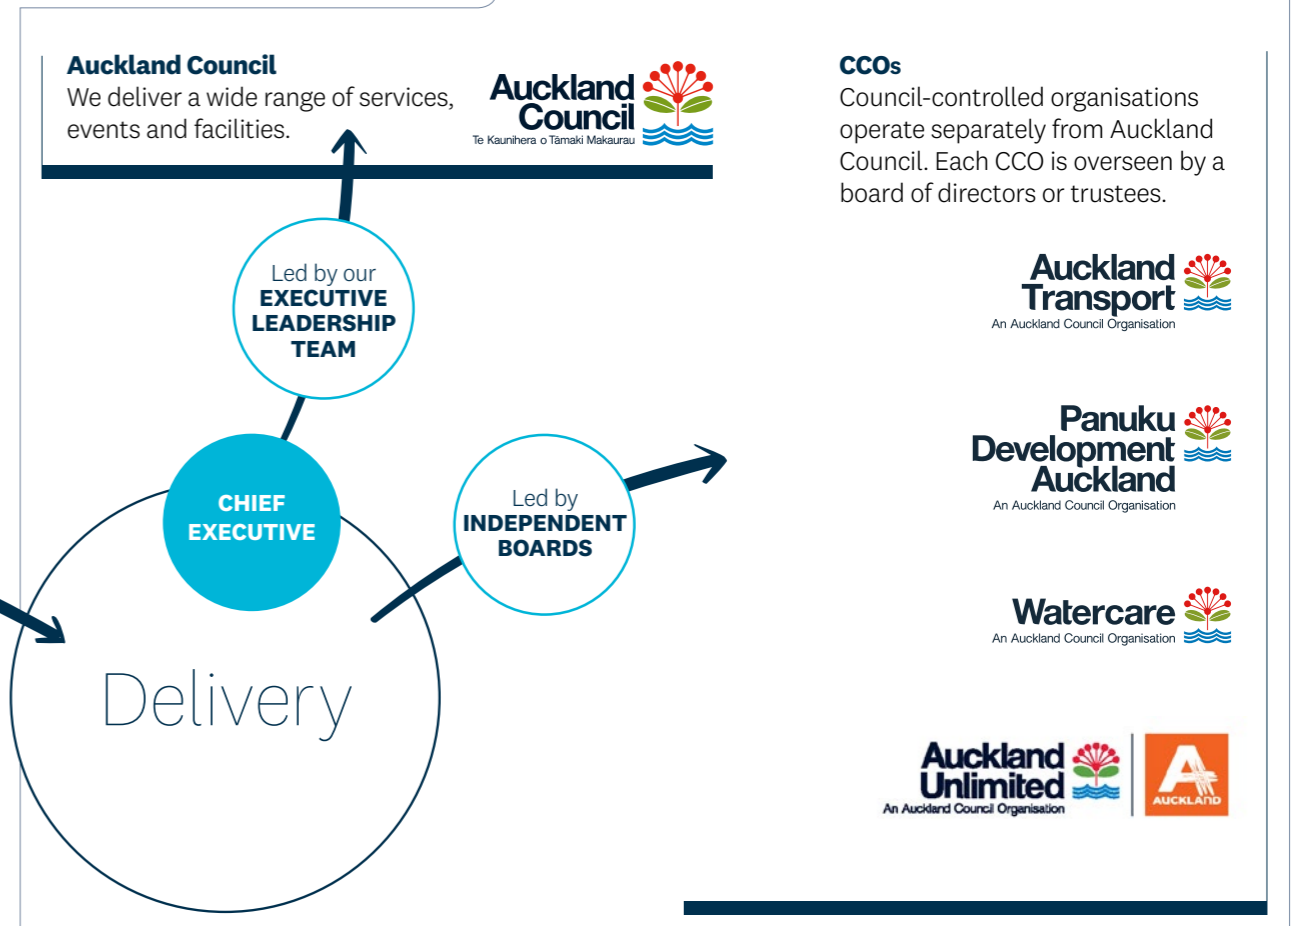 Auckland Council
We deliver a wide range of services,
events and facilities.
Auckland
Council
Te Kaunihera o Tāmaki Makaurau
Led by our
EXECUTIVE
LEADERSHIP
TEAM
CHIEF
EXECUTIVE
Led by
INDEPENDENT
BOARDS
Delivery
CCOs
Council-controlled organisations
operate separately from Auckland
Council. Each CCO is overseen by a
board of directors or trustees.
Auckland
Transport
An Auckland Council Organisation
Panuku
Development
Auckland
An Auckland Council Organisation
Watercare
An Auckland Council Organisation
Auckland
Unlimited
An Auckland Council Organisation
A
AUCKLAND